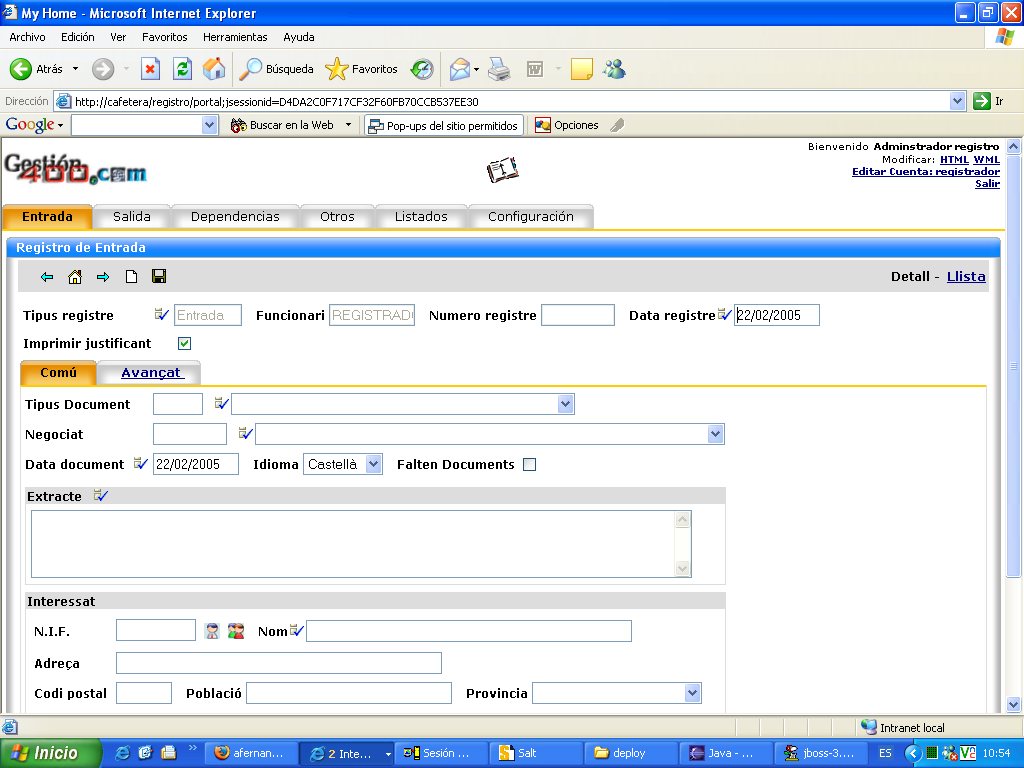 My Home - Microsoft Internet Explorer
Archivo Edición Ver Favoritos Herramientas Ayuda
Atrás Búsqueda Favoritos
Dirección http://cafetera/registro/portal;jsessionid=D4DA2C0F717CF32F60FB70CCB537EE30 Ir
Google Buscar en la Web Pop-ups del sitio permitidos Opciones
Gestión400.com
Bienvenido Adminstrador registro
Modificar: HTML WML
Editar Cuenta: registrador
Salir
Entrada Salida Dependencias Otros Listados Configuración
Registro de Entrada
Detall - Llista
Tipus registre Entrada Funcionari REGISTRAD Numero registre Data registre 22/02/2005
Imprimir justificant
Comú Avançat
Tipus Document
Negociat
Data document 22/02/2005 Idioma Castellà Falten Documents
Extracte
Interessat
N.I.F. Nom
Adreça
Codi postal Població Provincia
Intranet local
Inicio » afernan... 2 Inte... Sesión ... Salt deploy Java - ... jboss-3.... ES 10:54